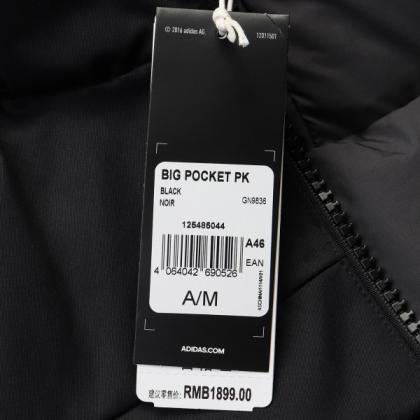 © 2016 adidas AG.
12011501
BIG POCKET PK
BLACK
NOIR GN9836
125485044
A46
EAN
4 064042 690526
A/M
ADIDAS.COM
建议零售价: RMB1899.00